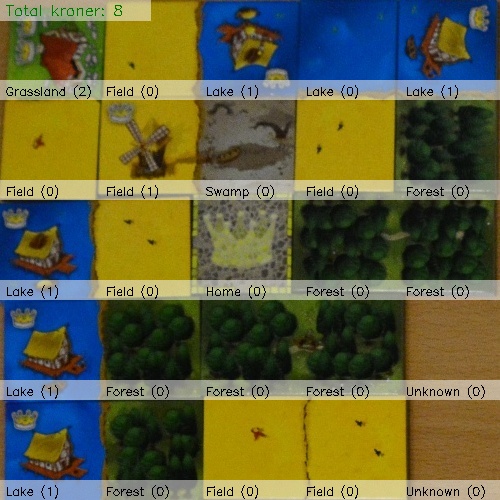 Total kroner: 8
Grassland (2) Field (0) Lake (1) Lake (0) Lake (1)
Field (0) Field (1) Swamp (0) Field (0) Forest (0)
Lake (1) Field (0) Home (0) Forest (0) Forest (0)
Lake (1) Forest (0) Forest (0) Forest (0) Unknown (0)
Lake (1) Forest (0) Field (0) Field (0) Unknown (0)